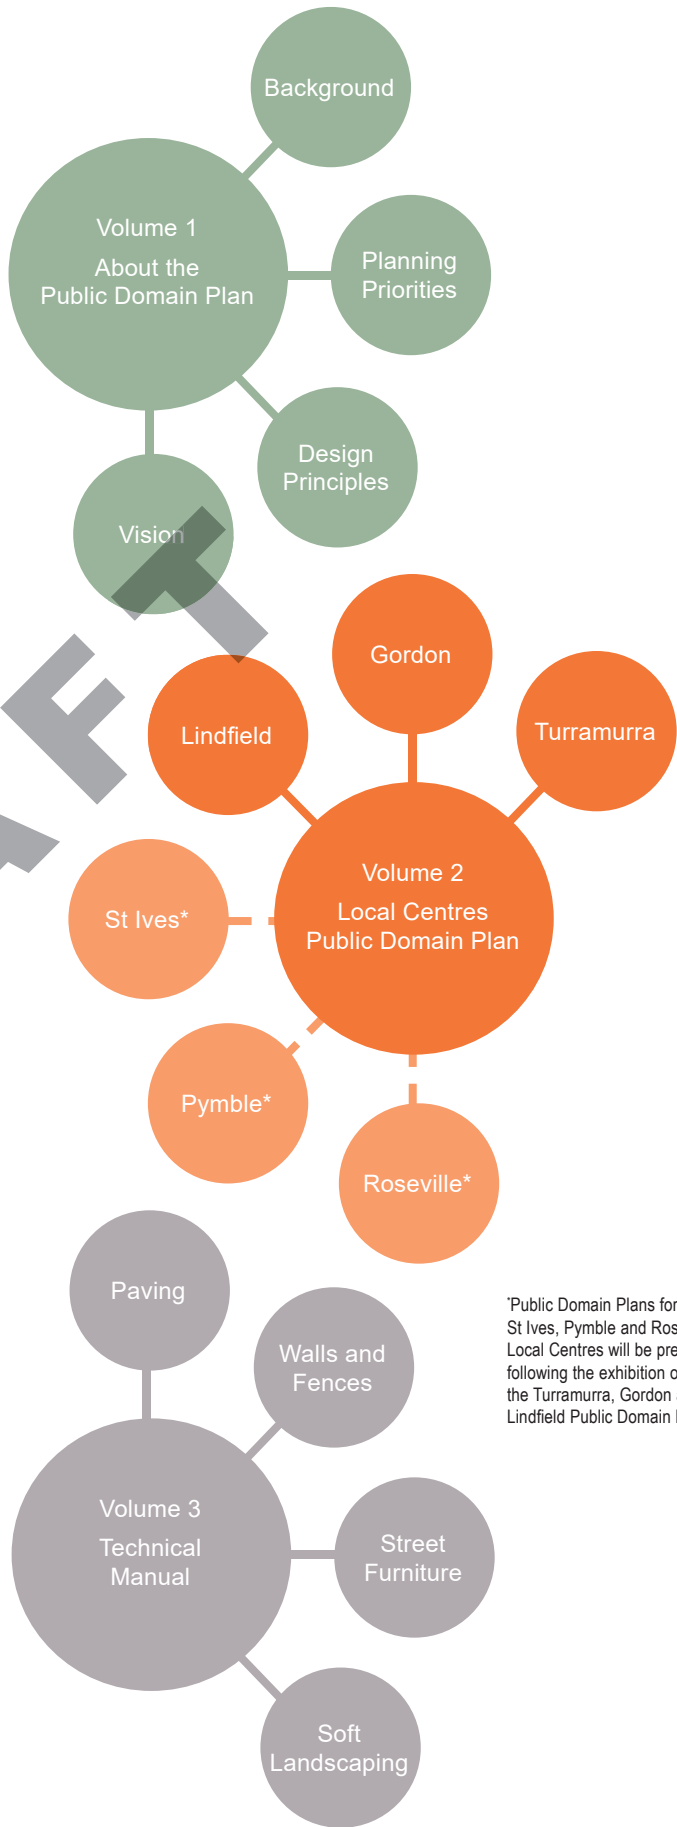 Background
Volume 1
About the
Public Domain Plan
Planning
Priorities
Design
Principles
Vision
Gordon
Lindfield
Turramurra
Volume 2
Local Centres
Public Domain Plan
St Ives*
Pymble*
Roseville*
Paving
Walls and
Fences
*Public Domain Plans for
St Ives, Pymble and
Local Centres will be
following the exhibition
the Turramurra, Gordon
Lindfield Public Domain
Volume 3
Technical
Manual
Street
Furniture
Soft
Landscaping